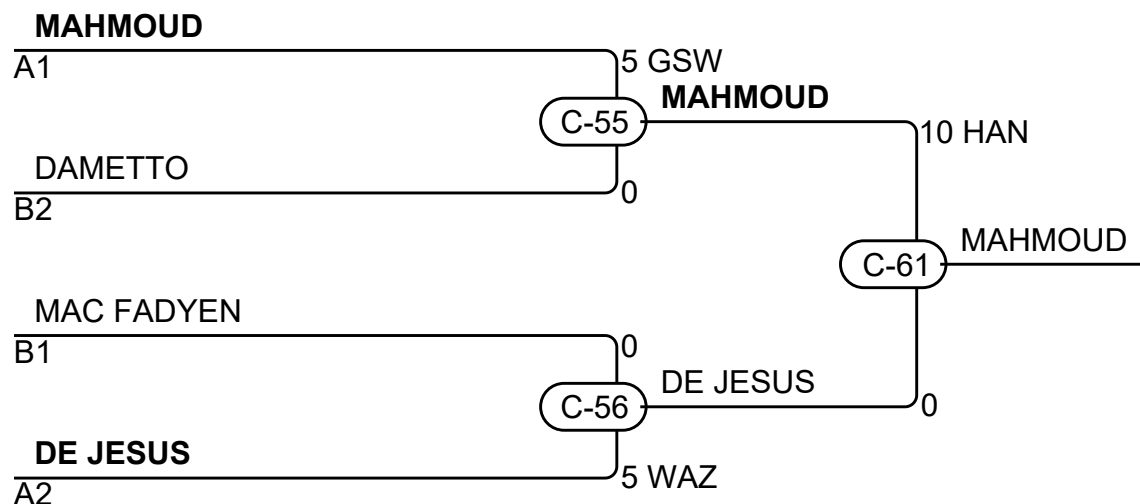 MAHMOUD
A1
5 GSW
C-55
MAHMOUD
10 HAN
DAMETTO
B2
0
C-61
MAHMOUD
MAC FADYEN
B1
0
C-56
DE JESUS
0
DE JESUS
A2
5 WAZ